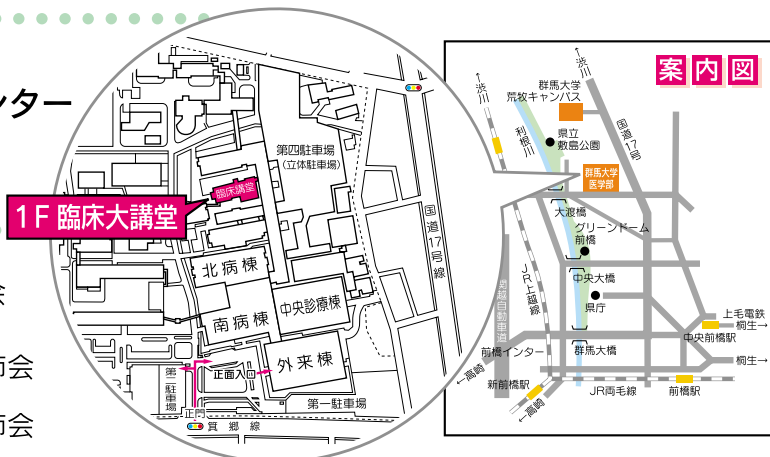 ンター
会
師会
師会
1F 臨床大講堂
臨床講堂
第四駐車場
(立体駐車場)
国道17号線
北病棟
南病棟
中央診療棟
外来棟
正面入口
第一駐車場
正門
箕郷線
案内図
↑渋川
↑渋川
群馬大学
荒牧キャンパス
利根川
県立
敷島公園
国道17号
群馬大学
医学部
大渡橋
グリーンドーム
前橋
JR上越線
中央大橋
県庁
関越自動車道
上毛電鉄
桐生→
中央前橋駅
前橋インター
群馬大橋
桐生→
←高崎
新前橋駅
←高崎
JR両毛線
前橋駅